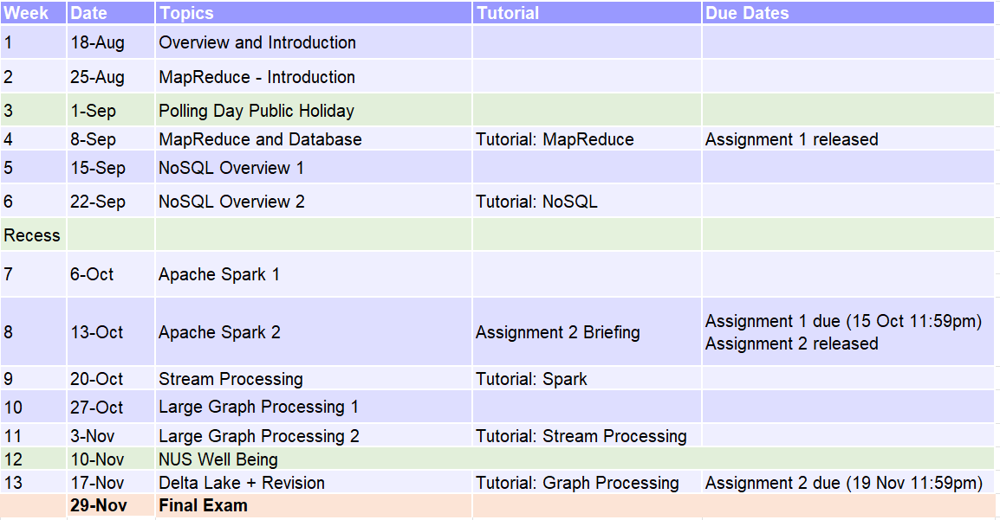 Week Date Topics Tutorial Due Dates
1 18-Aug Overview and Introduction
2 25-Aug MapReduce - Introduction
3 1-Sep Polling Day Public Holiday
4 8-Sep MapReduce and Database Tutorial: MapReduce Assignment 1 released
5 15-Sep NoSQL Overview 1
6 22-Sep NoSQL Overview 2 Tutorial: NoSQL
Recess
7 6-Oct Apache Spark 1
8 13-Oct Apache Spark 2 Assignment 2 Briefing Assignment 1 due (15 Oct 11:59pm)
Assignment 2 released
9 20-Oct Stream Processing Tutorial: Spark
10 27-Oct Large Graph Processing 1
11 3-Nov Large Graph Processing 2 Tutorial: Stream Processing
12 10-Nov NUS Well Being
13 17-Nov Delta Lake + Revision Tutorial: Graph Processing Assignment 2 due (19 Nov 11:59pm)
29-Nov Final Exam